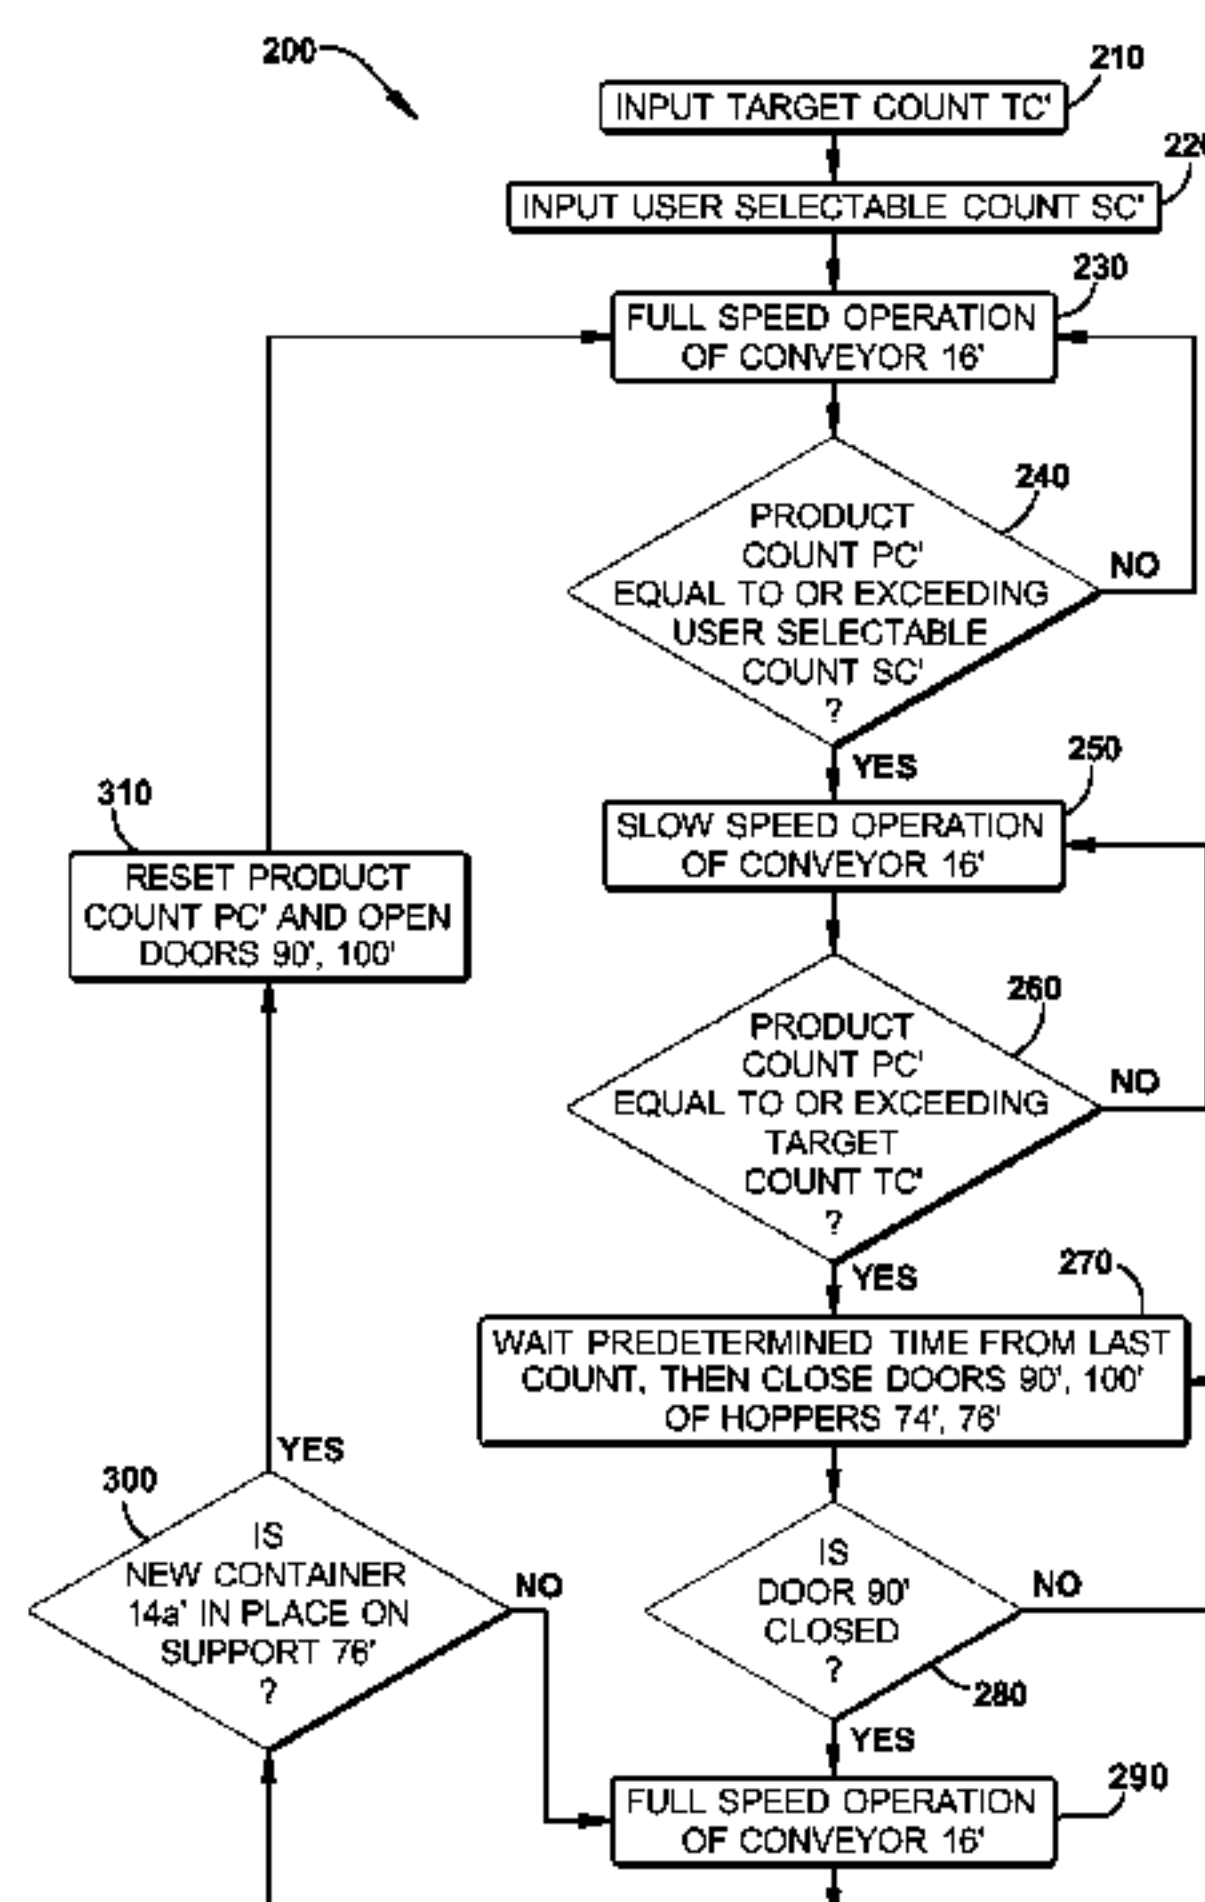 200
210
INPUT TARGET COUNT TC'
220
INPUT USER SELECTABLE COUNT SC'
230
FULL SPEED OPERATION
OF CONVEYOR 16'
240
PRODUCT
COUNT PC'
EQUAL TO OR EXCEEDING
USER SELECTABLE
COUNT SC'
?
NO
YES
250
SLOW SPEED OPERATION
OF CONVEYOR 16'
310
RESET PRODUCT
COUNT PC' AND OPEN
DOORS 90', 100'
260
PRODUCT
COUNT PC'
EQUAL TO OR EXCEEDING
TARGET
COUNT TC'
?
NO
YES
270
WAIT PREDETERMINED TIME FROM LAST
COUNT, THEN CLOSE DOORS 90', 100'
OF HOPPERS 74', 76'
YES
300
IS
NEW CONTAINER
14a' IN PLACE ON
SUPPORT 76'
?
NO
IS
DOOR 90'
CLOSED
?
NO
280
YES
290
FULL SPEED OPERATION
OF CONVEYOR 16'